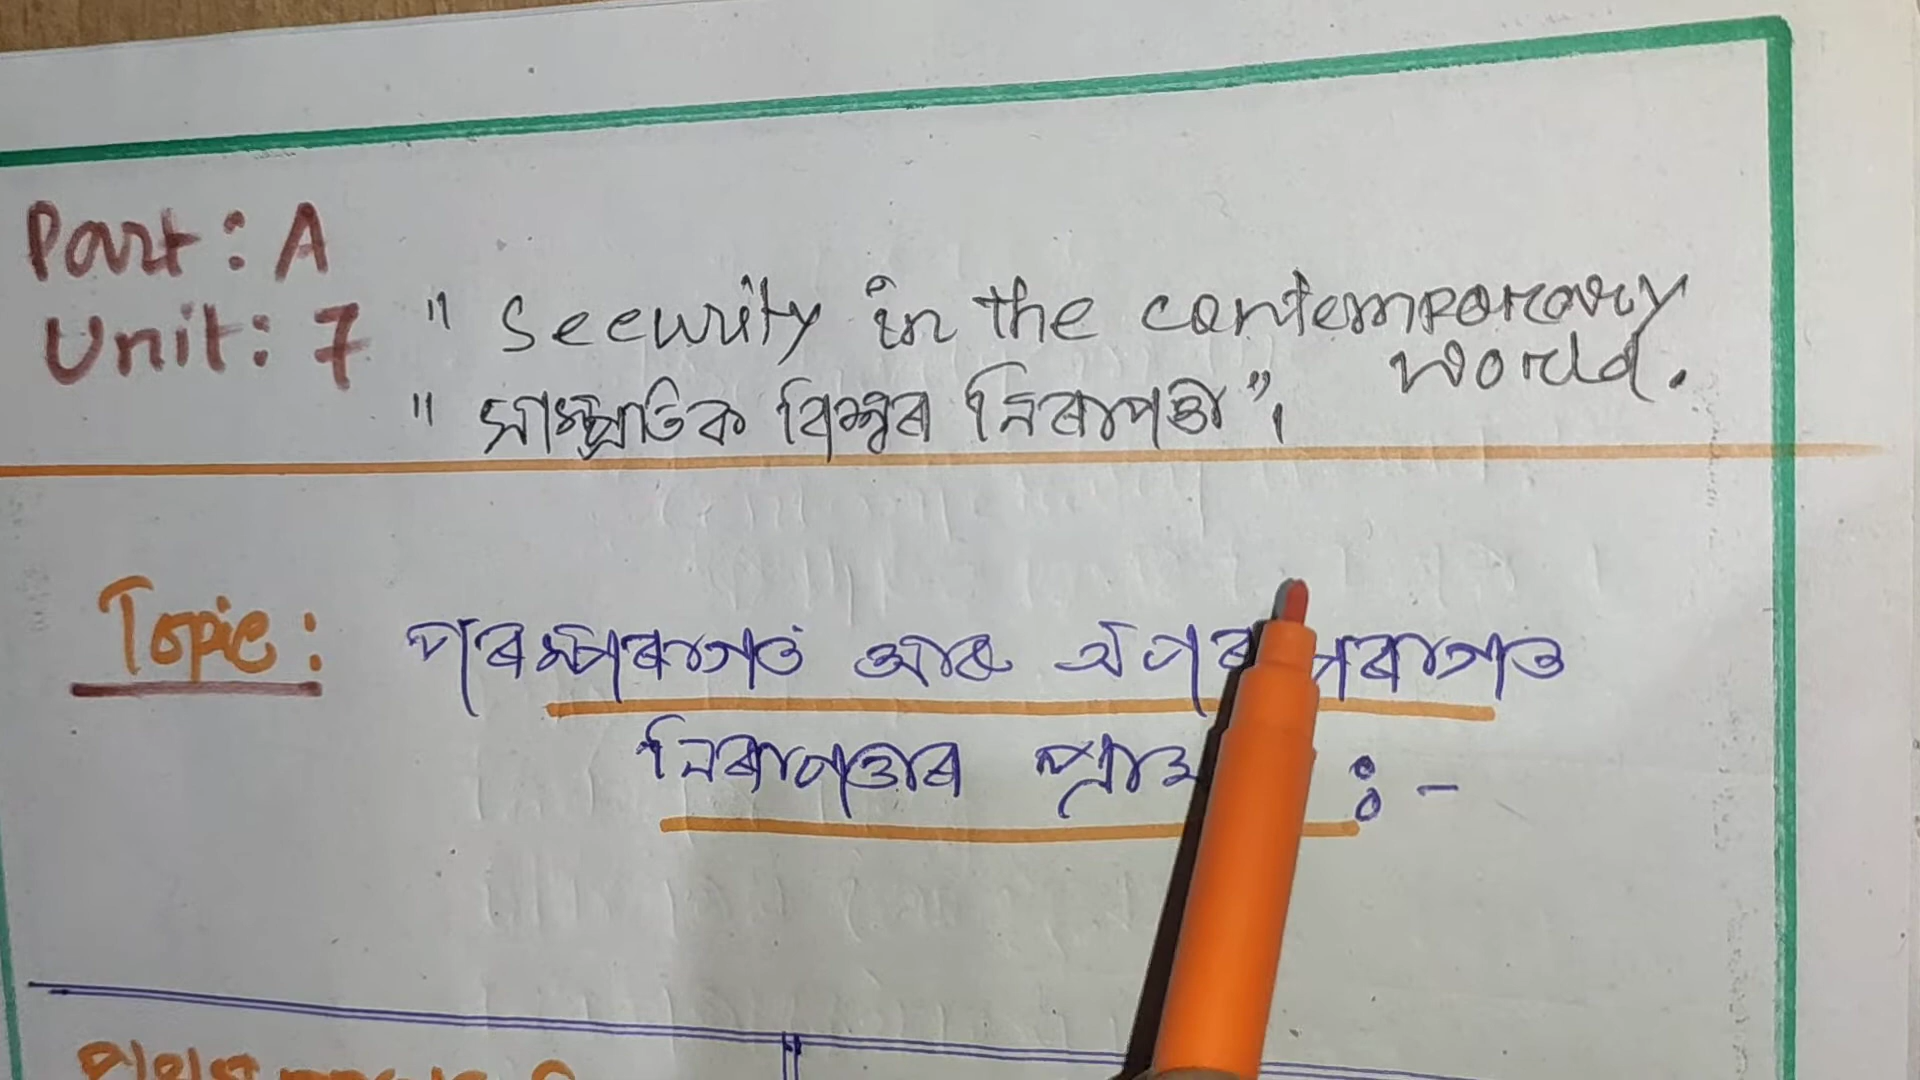 Part: A
Unit: 7 " Security in the contemporary
world.
" সাম্প্ৰতিক বিশ্বৰ নিৰাপত্তা"।
Topic: পৰম্পৰাগত আৰু
নিৰাপত্তাৰ :-